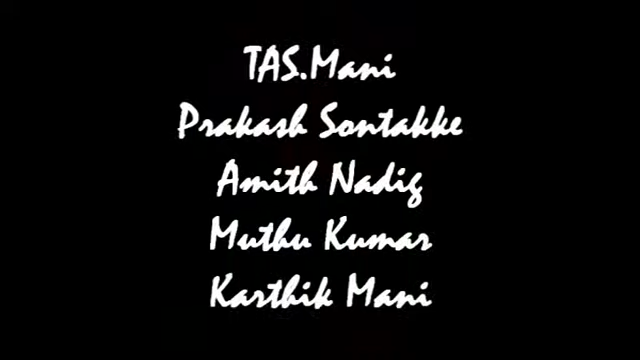 TAS.Mani
Prakash Sontakke
Amith Nadig
Muthu Kumar
Karthik Mani